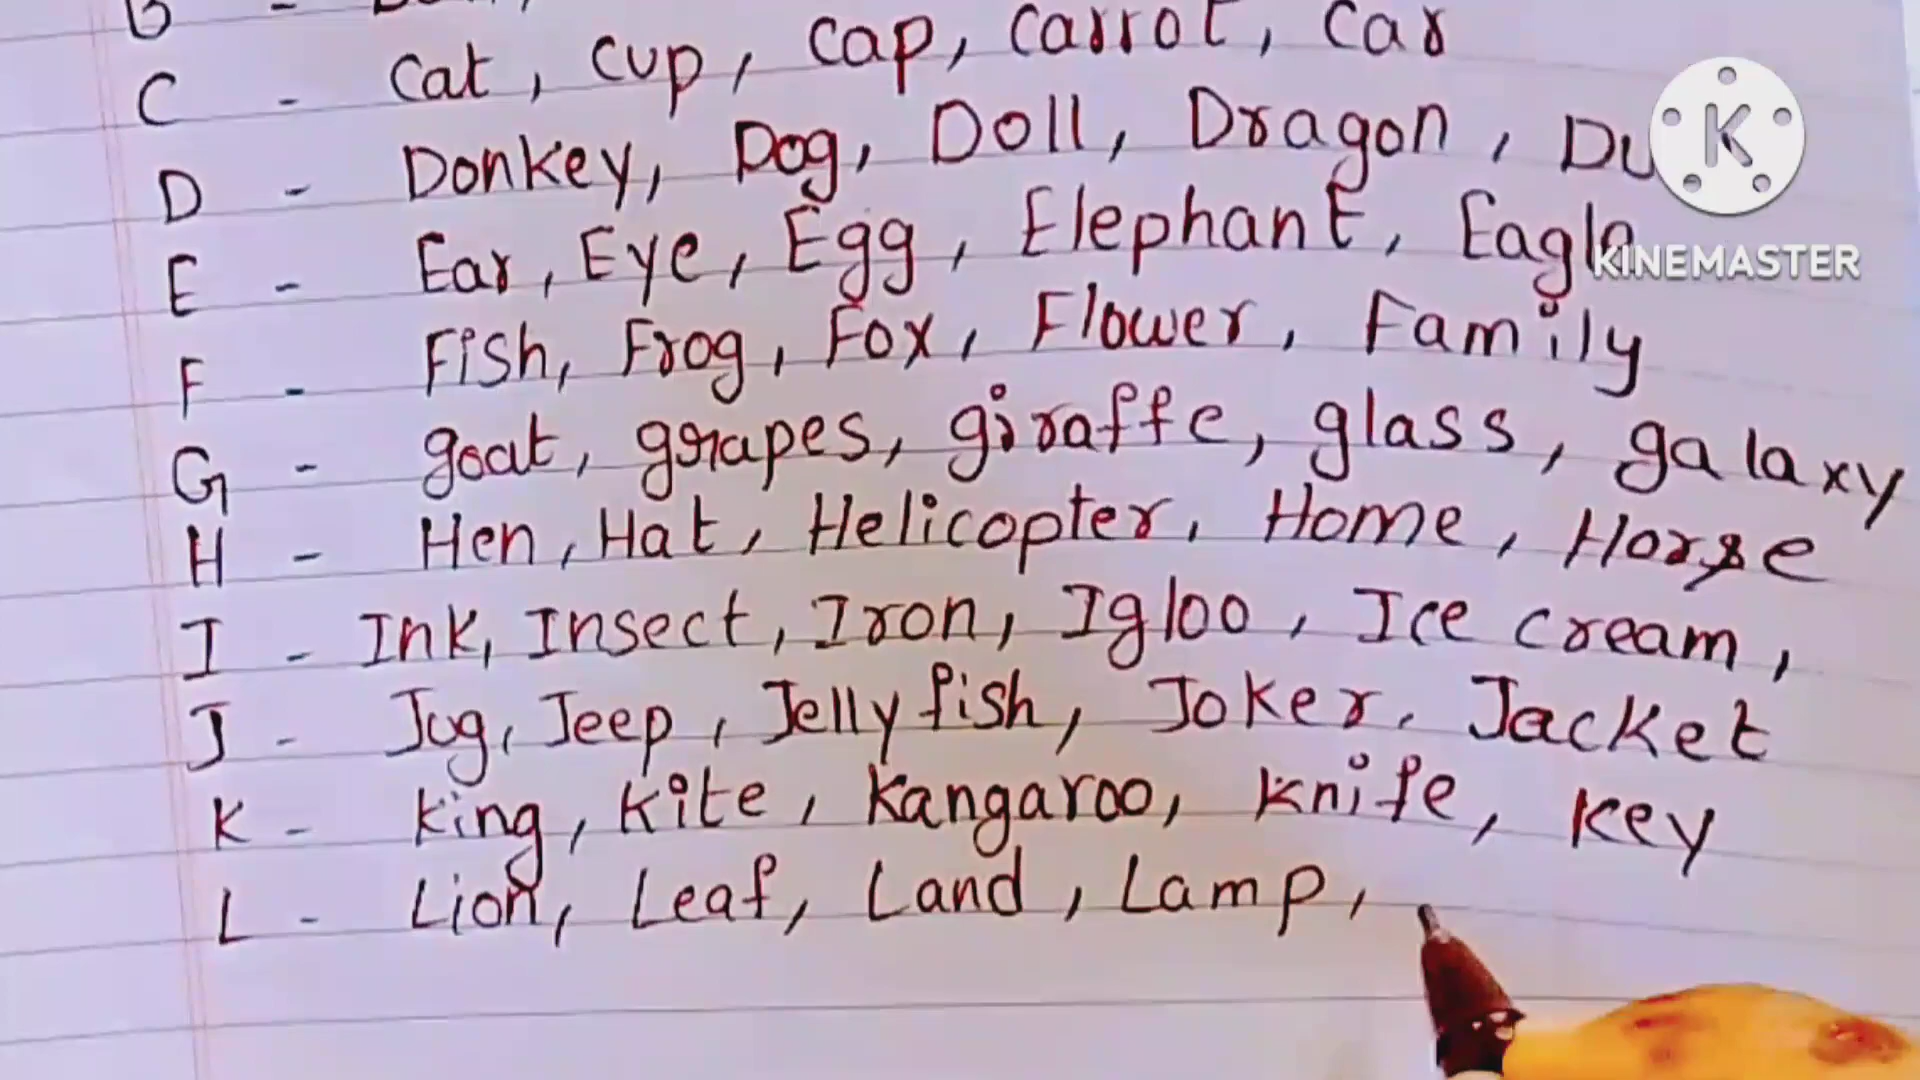 B -
C - Cat, Cup, Cap, Carrot, Car
D - Donkey, Dog, Doll, Dragon,
E - Ear, Eye, Egg, Elephant, Eagle
F - Fish, Frog, Fox, Flower, Family
G - goat, grapes, giraffe, glass, galaxy
H - Hen, Hat, Helicopter, Home, Horse
I - Ink, Insect, Iron, Igloo, Ice cream,
J - Jug, Jeep, Jelly fish, Joker, Jacket
K - King, Kite, Kangaroo, Knife, Key
L - Lion, Leaf, Land, Lamp,
K
KINEMASTER